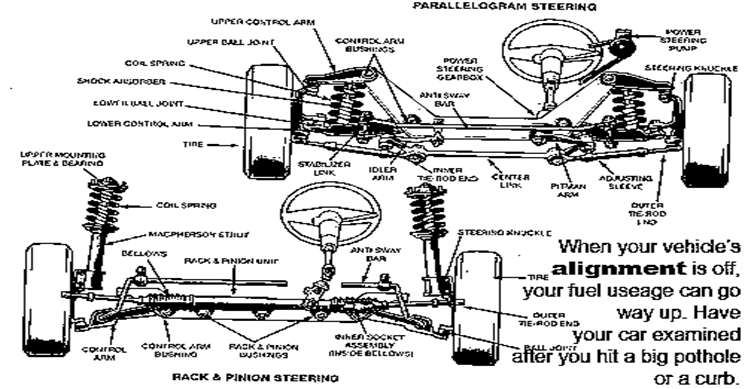 PARALLELOGRAM STEERING
UPPER CONTROL ARM
UPPER BALL JOINT
CONTROL ARM
BUSHINGS
COIL SPRING
SHOCK ABSORBER
LOWER BALL JOINT
LOWER CONTROL ARM
TIRE
POWER
STEERING
GEARBOX
POWER
STEERING
PUMP
STEERING KNUCKLE
ANTI SWAY
BAR
STABILIZER
LINK
IDLER
ARM
INNER
TIE-ROD END
CENTER
LINK
PITMAN
ARM
ADJUSTING
SLEEVE
OUTER
TIE-ROD
END
UPPER MOUNTING
PLATE & BEARING
COIL SPRING
MACPHERSON STRUT
BELLOWS
RACK & PINION UNIT
ANTI SWAY
BAR
STEERING KNUCKLE
TIRE
OUTER
TIE-ROD END
BALL JOINT
CONTROL
ARM
CONTROL ARM
BUSHING
RACK & PINION
BUSHINGS
INNER SOCKET
ASSEMBLY
(INSIDE BELLOWS)
RACK & PINION STEERING
When your vehicle's
alignment is off,
your fuel useage can go
way up. Have
your car examined
after you hit a big pothole
or a curb.